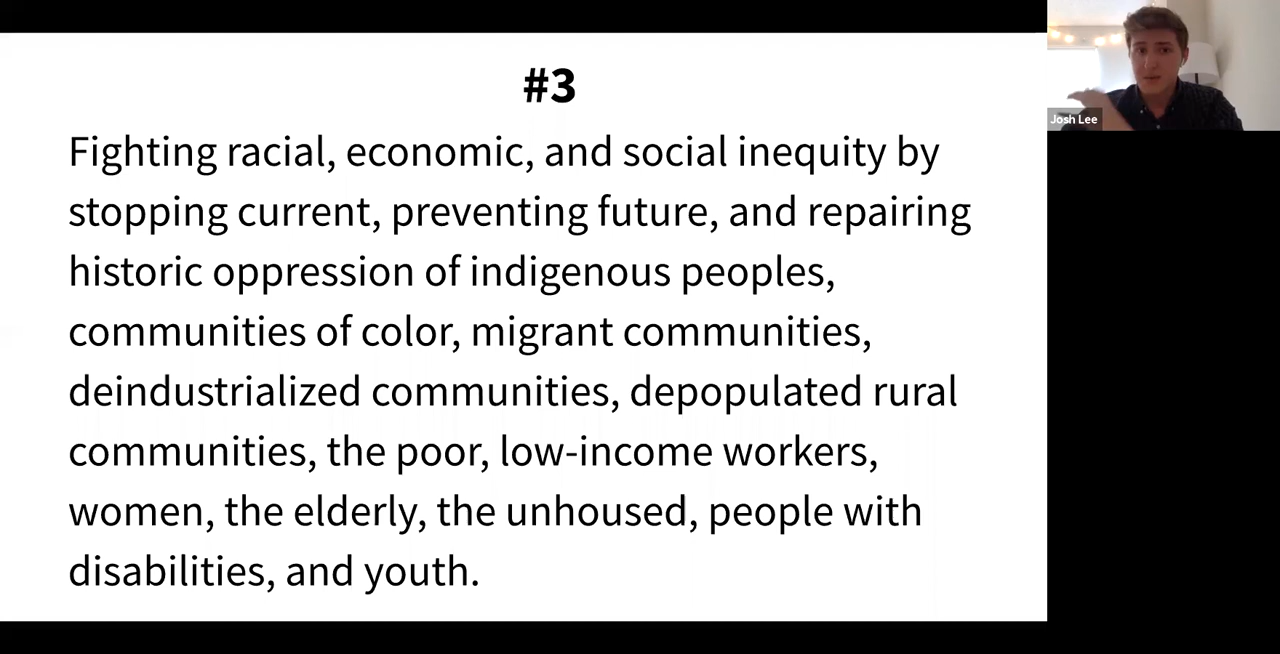 #3
Fighting racial, economic, and social inequity by
stopping current, preventing future, and repairing
historic oppression of indigenous peoples,
communities of color, migrant communities,
deindustrialized communities, depopulated rural
communities, the poor, low-income workers,
women, the elderly, the unhoused, people with
disabilities, and youth.
Josh Lee